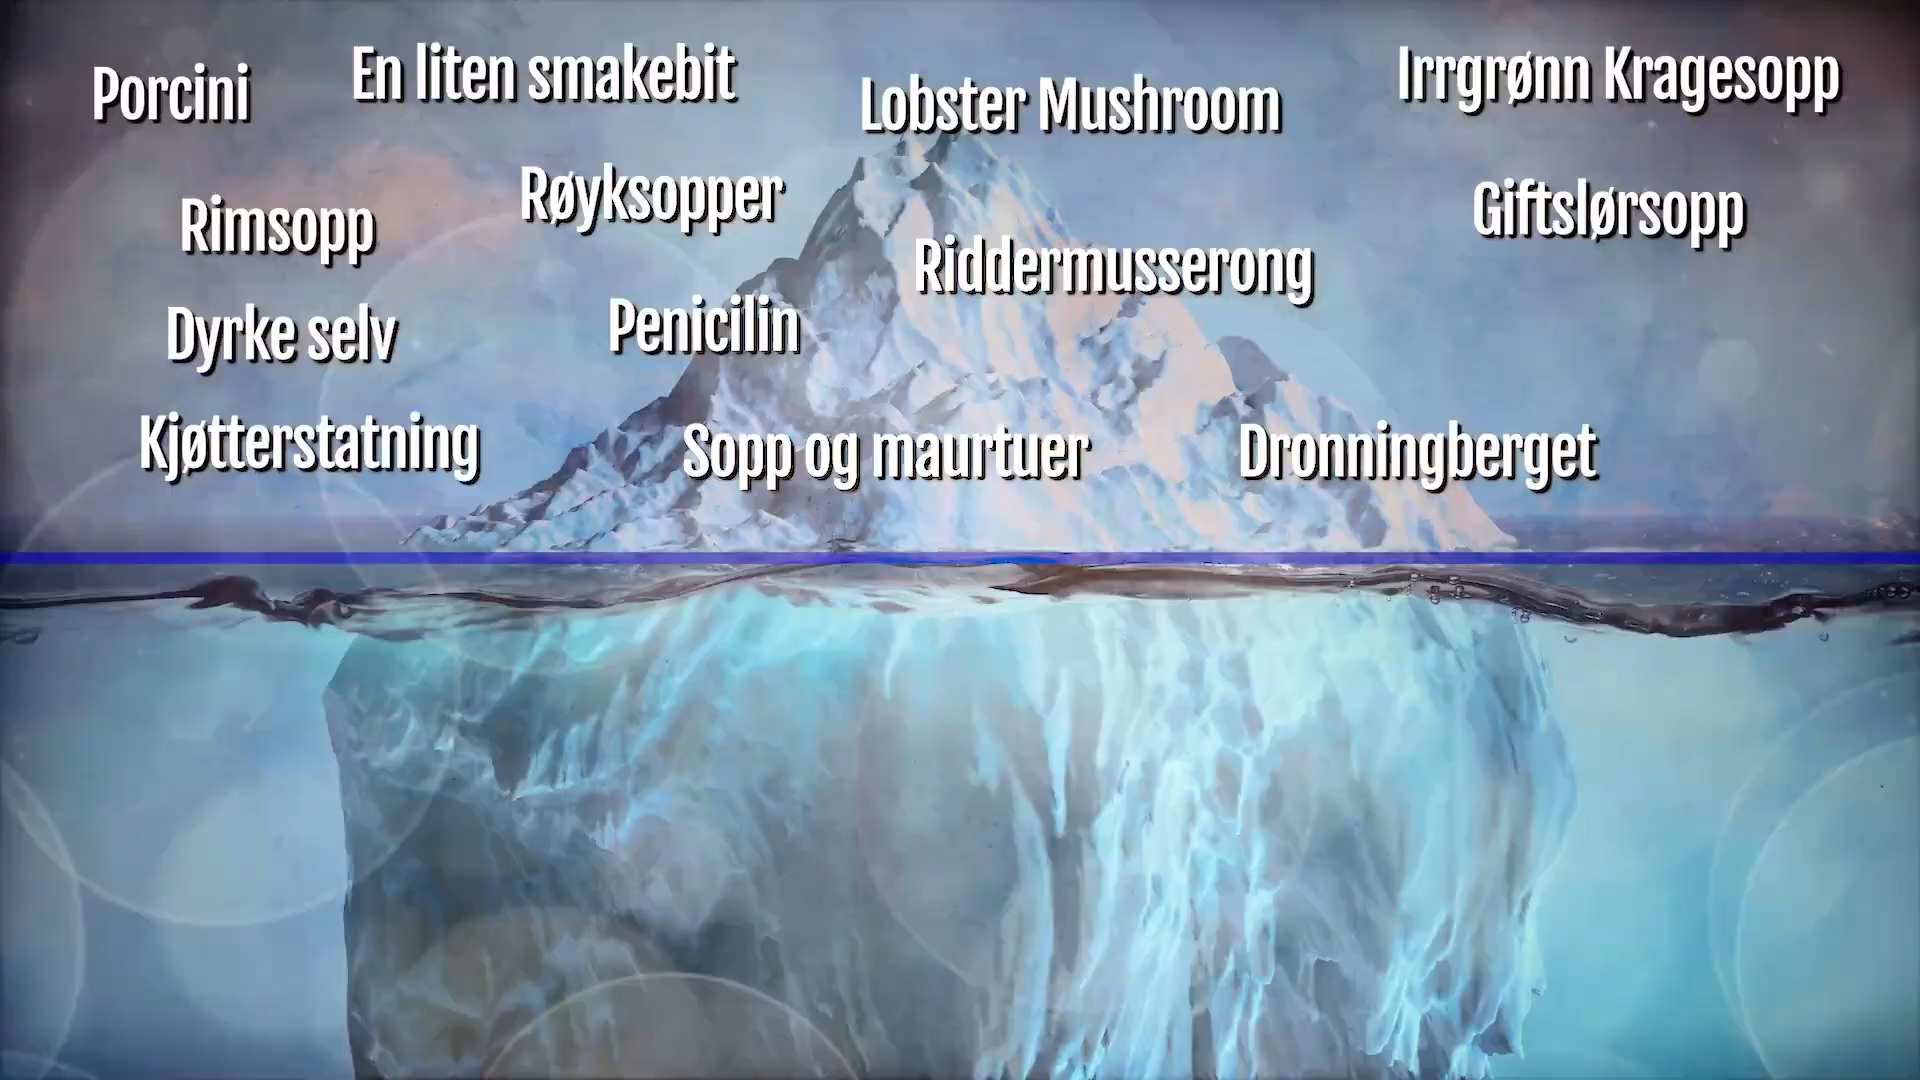 Porcini
En liten smakebit
Lobster Mushroom
Irrgrønn Kragesopp
Rimsopp
Røyksopper
Riddermusserong
Giftslørsopp
Dyrke selv
Penicilin
Kjøtterstatning
Sopp og maurtuer
Dronningberget